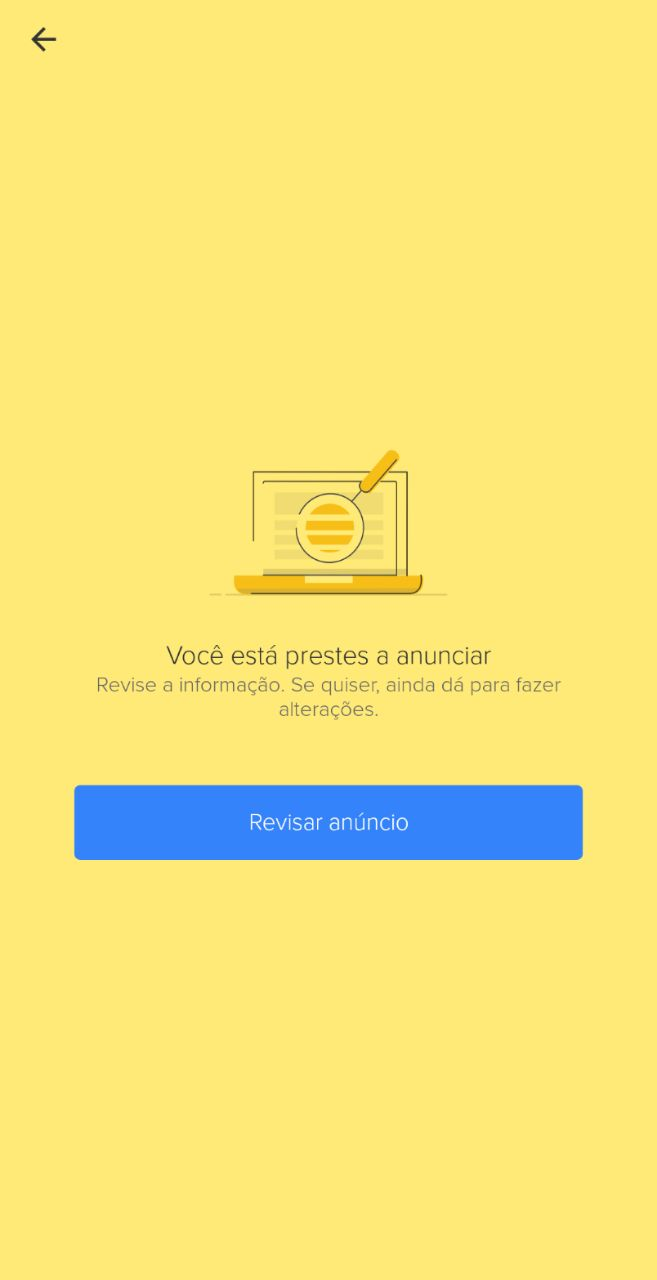 Você está prestes a anunciar
Revise a informação. Se quiser, ainda dá para fazer
alterações.
Revisar anúncio